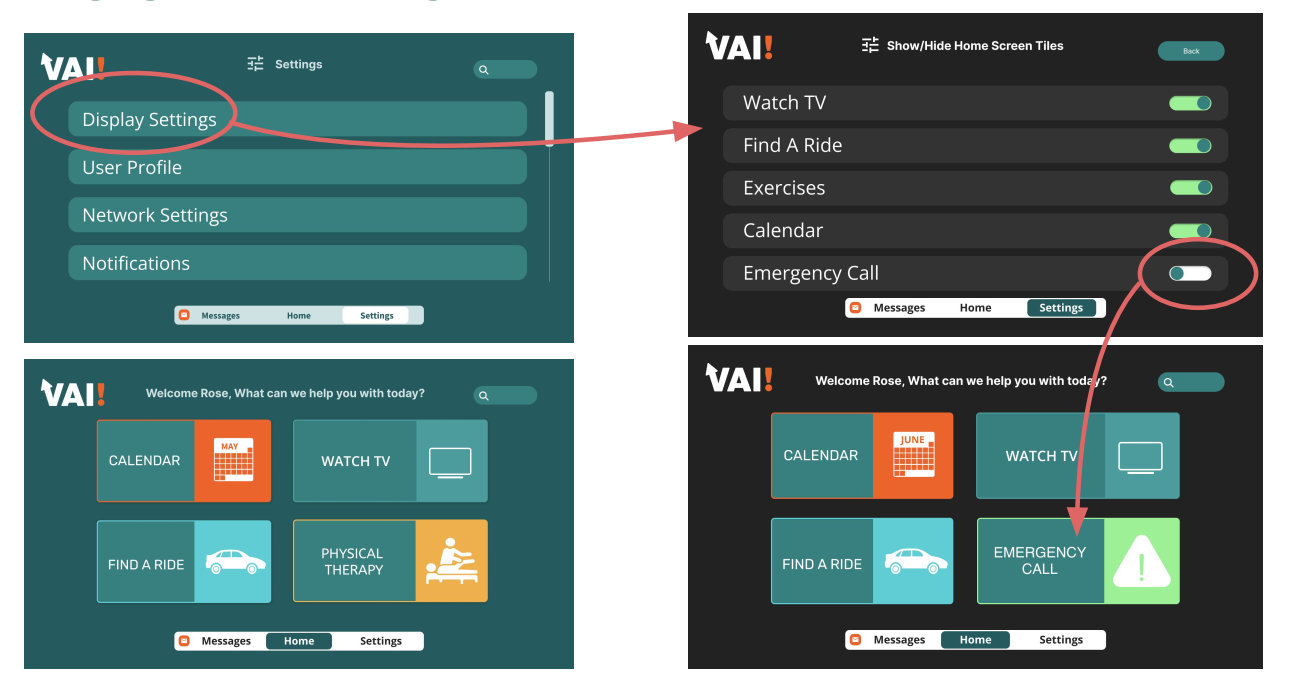 VAI!
Settings
Display Settings
User Profile
Network Settings
Notifications
Messages Home Settings
VAI!
Show/Hide Home Screen Tiles
Back
Watch TV
Find A Ride
Exercises
Calendar
Emergency Call
Messages Home Settings
VAI!
Welcome Rose, What can we help you with today?
CALENDAR
MAY
WATCH TV
FIND A RIDE
PHYSICAL
THERAPY
Messages Home Settings
VAI!
Welcome Rose, What can we help you with today?
CALENDAR
JUNE
WATCH TV
FIND A RIDE
EMERGENCY
CALL
Messages Home Settings